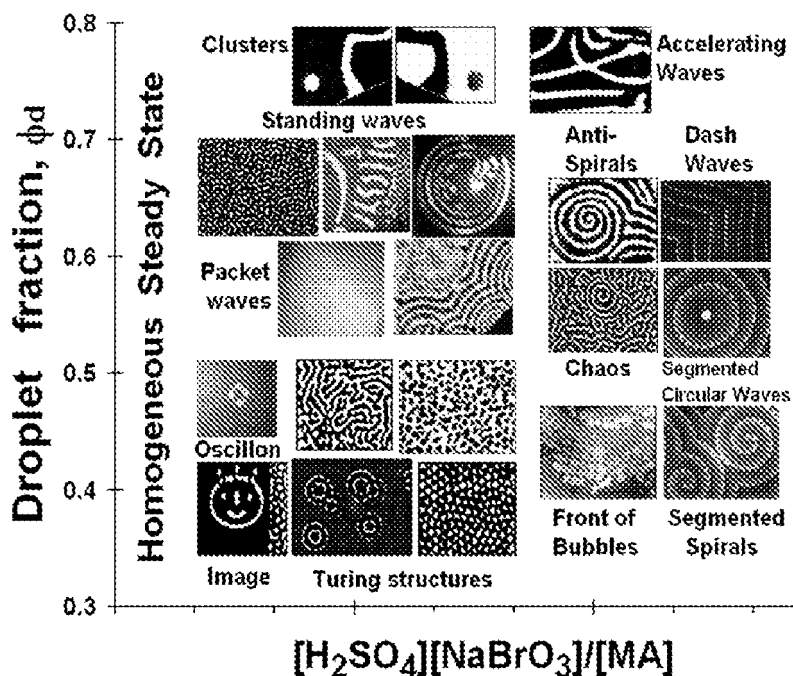 0.8
0.7
0.6
0.5
0.4
0.3
Droplet fraction, ϕd
Homogeneous Steady State
Clusters
Accelerating
Waves
Standing waves
Anti-
Spirals
Dash
Waves
Packet
waves
Chaos
Segmented
Circular Waves
Oscillon
Front of
Bubbles
Segmented
Spirals
Image
Turing structures
[H₂SO₄][NaBrO₃]/[MA]